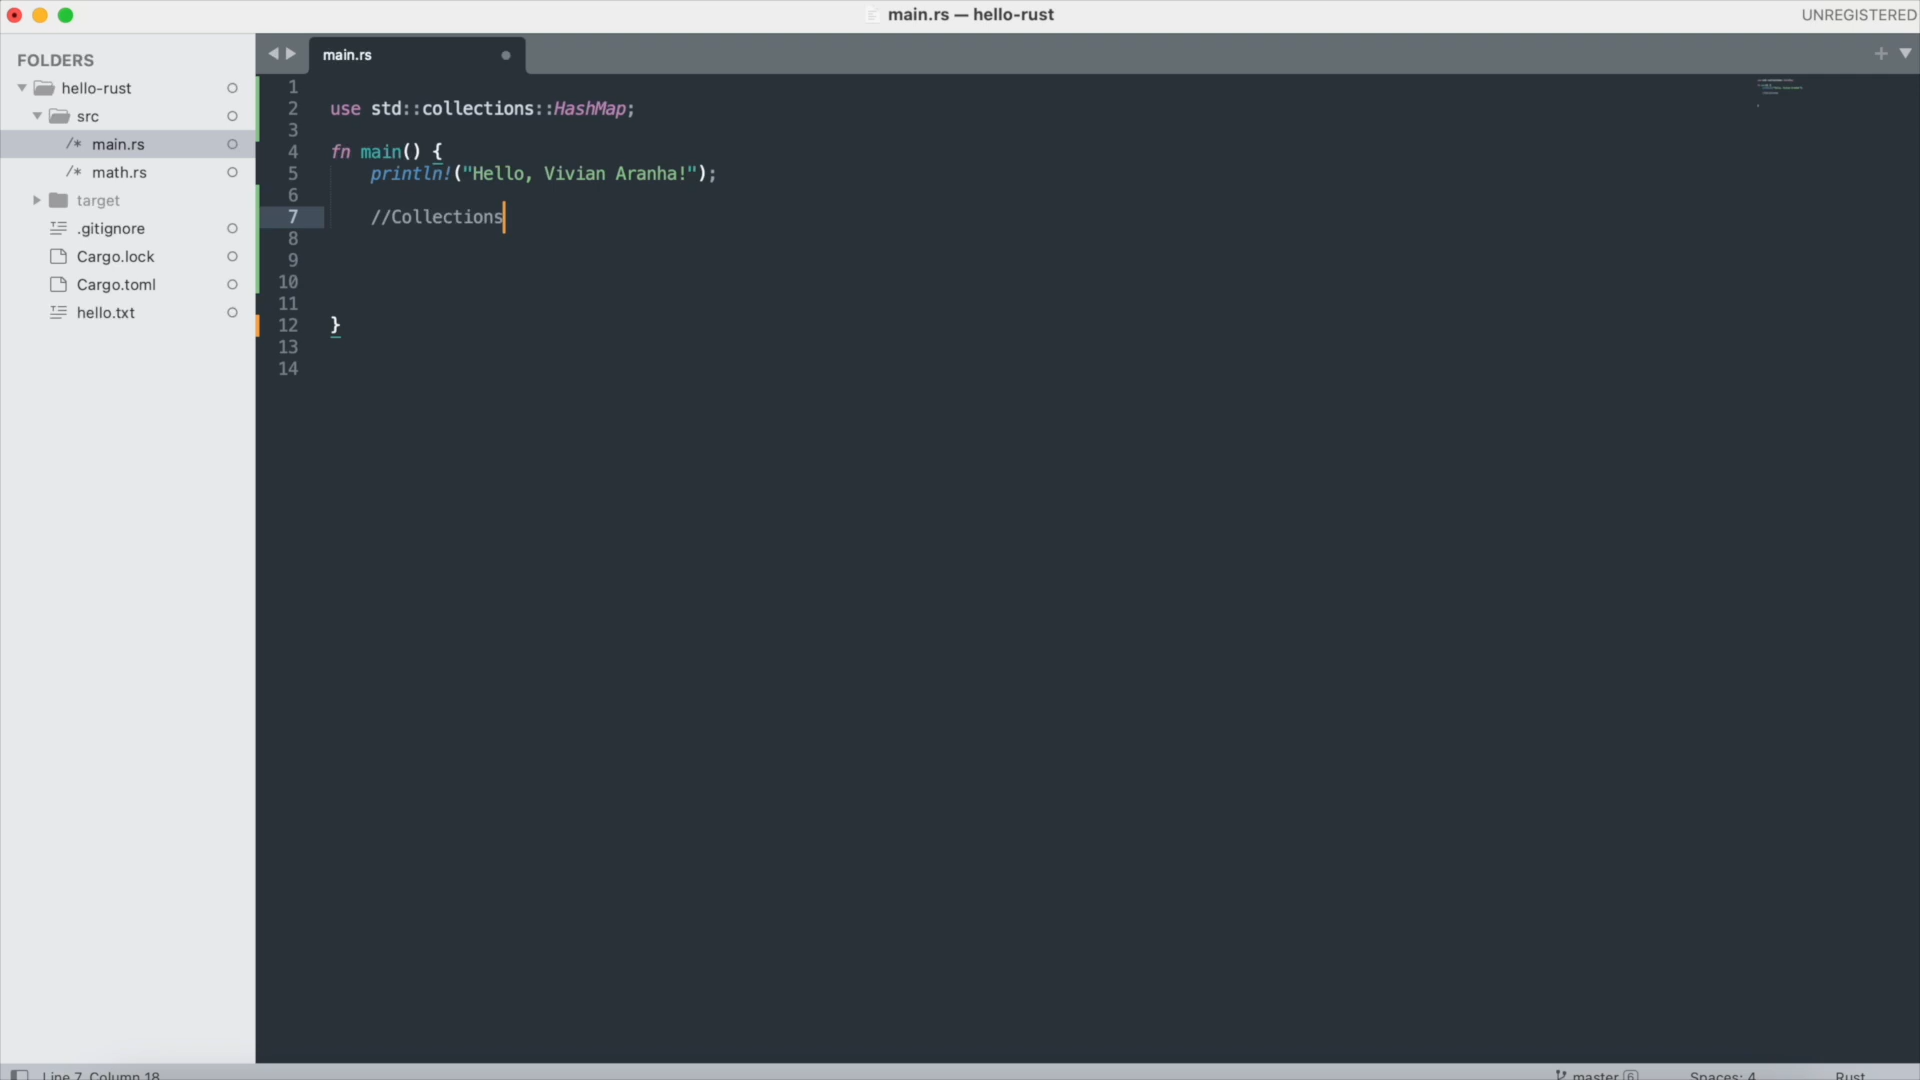 main.rs — hello-rust
UNREGISTERED
FOLDERS
hello-rust
src
/* main.rs
/* math.rs
target
.gitignore
Cargo.lock
Cargo.toml
hello.txt
main.rs
1
2 use std::collections::HashMap;
3
4 fn main() {
5 println!("Hello, Vivian Aranha!");
6
7 //Collections
8
9
10
11
12 }
13
14
Line 7, Column 18
master 6
Spaces: 4
Rust